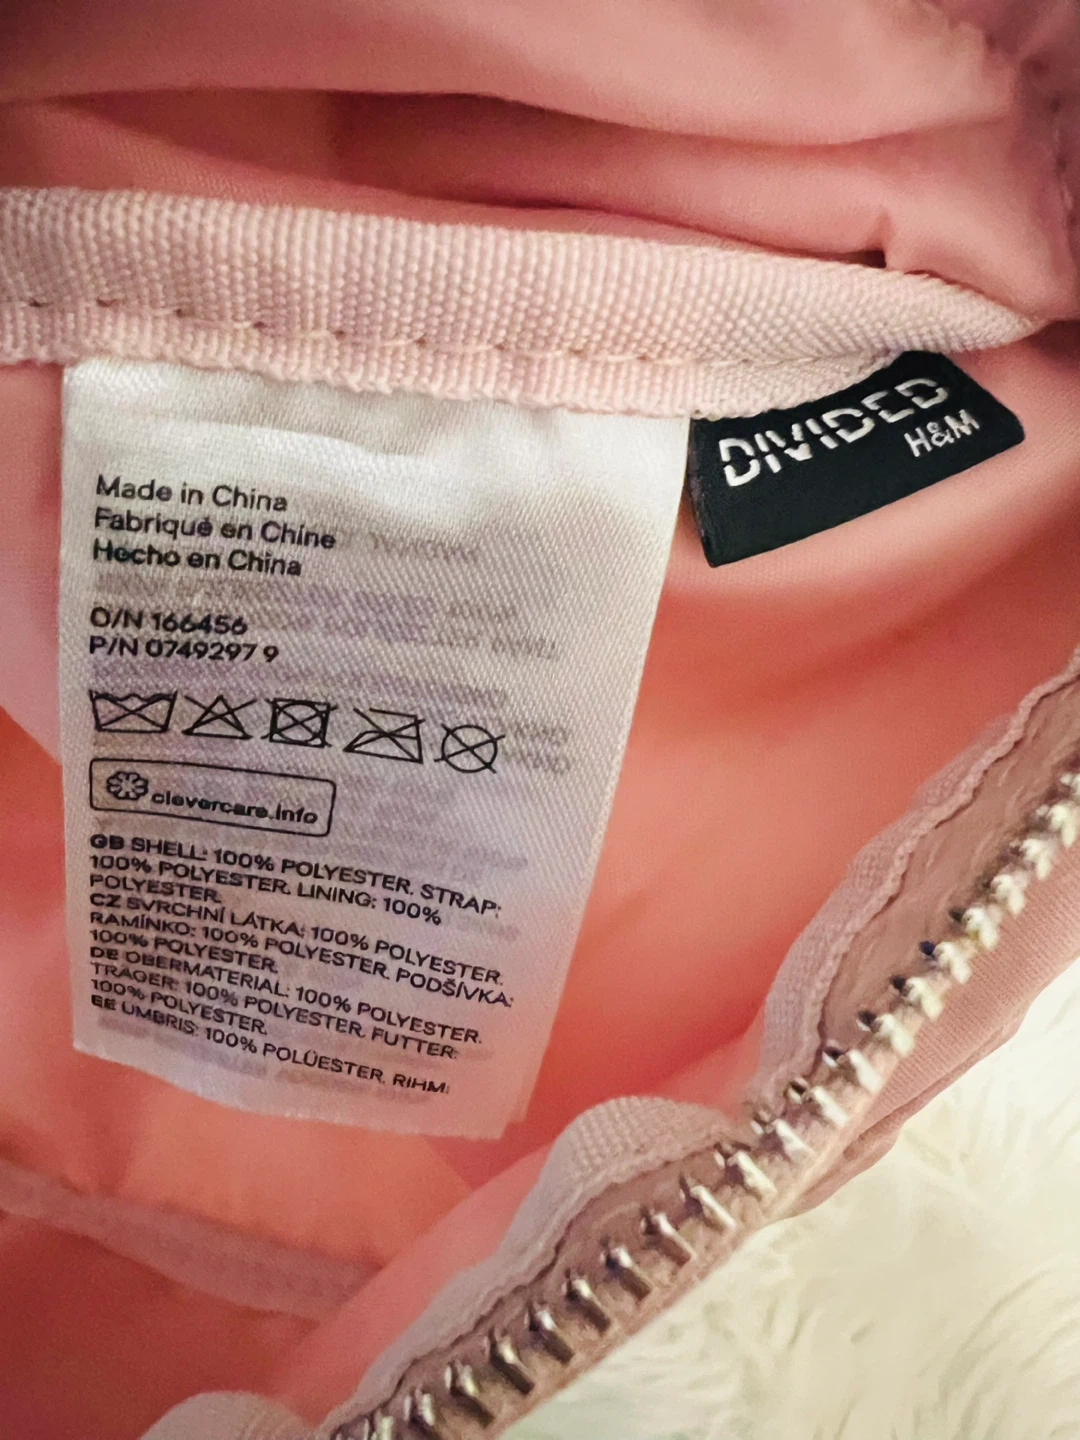 DIVIDED
H&M
Made in China
Fabriqué en Chine
Hecho en China
O/N 166456
P/N 0749297 9
clevercare.info
GB SHELL: 100% POLYESTER. STRAP:
100% POLYESTER. LINING: 100%
POLYESTER.
CZ SVRCHNÍ LÁTKA: 100% POLYESTER.
RAMÍNKO: 100% POLYESTER. PODŠÍVKA:
100% POLYESTER.
DE OBERMATERIAL: 100% POLYESTER.
TRÄGER: 100% POLYESTER. FUTTER:
100% POLYESTER.
EE ÜMBRIS: 100% POLÜESTER. RIHM: